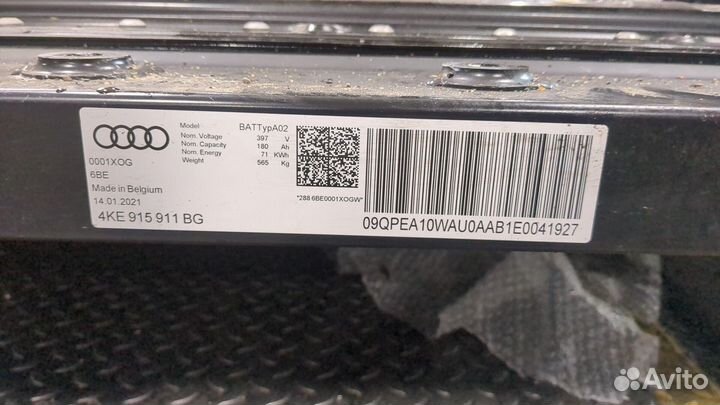 Model BATTypA02
Nom. Voltage 397 V
Nom. Capacity 180 Ah
Nom. Energy 71 KWh
Weight 565 Kg
0001XOG
6BE
Made in Belgium
14.01.2021
4KE 915 911 BG
*288 6BE0001XOGW*
09QPEA10WAU0AAB1E0041927
Avito